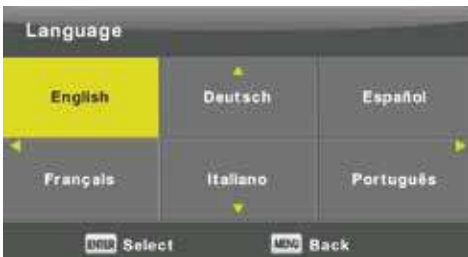 Language
English Deutsch Español
Français Italiano Português
ENTER Select MENU Back